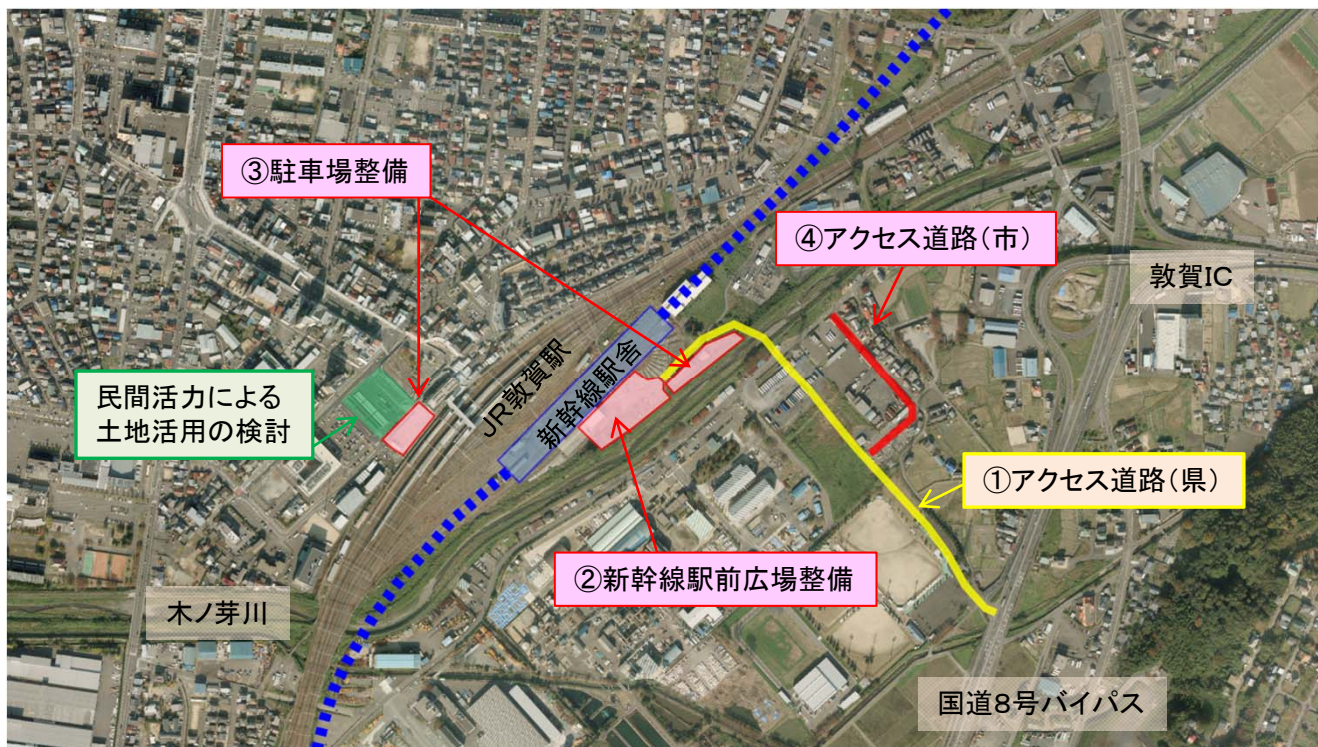 ③駐車場整備
④アクセス道路(市)
敦賀IC
民間活力による
土地活用の検討
JR敦賀駅
新幹線駅舎
①アクセス道路(県)
②新幹線駅前広場整備
木ノ芽川
国道8号バイパス